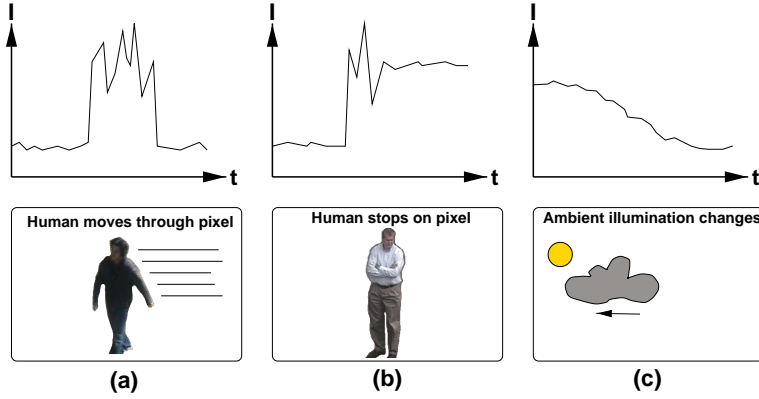 I
t
I
t
I
t
Human moves through pixel
Human stops on pixel
Ambient illumination changes
(a)
(b)
(c)